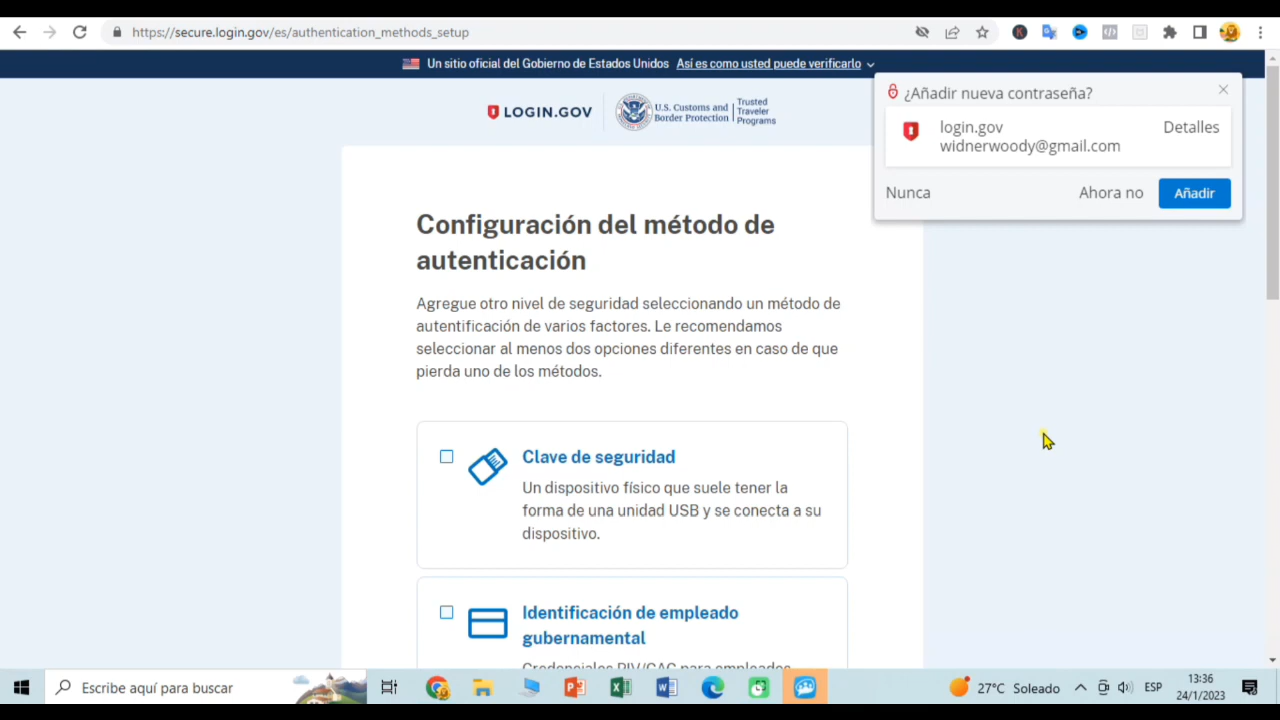 https://secure.login.gov/es/authentication_methods_setup
Un sitio oficial del Gobierno de Estados Unidos Así es como usted puede verificarlo
LOGIN.GOV
U.S. Customs and
Border Protection
Trusted
Traveler
Programs
¿Añadir nueva contraseña?
login.gov
widnerwoody@gmail.com
Detalles
Nunca
Ahora no
Añadir
Configuración del método de
autenticación
Agregue otro nivel de seguridad seleccionando un método de
autentificación de varios factores. Le recomendamos
seleccionar al menos dos opciones diferentes en caso de que
pierda uno de los métodos.
Clave de seguridad
Un dispositivo físico que suele tener la
forma de una unidad USB y se conecta a su
dispositivo.
Identificación de empleado
gubernamental
Credenciales PIV/CAC para empleados
Escribe aquí para buscar
27°C Soleado
ESP
13:36
24/1/2023